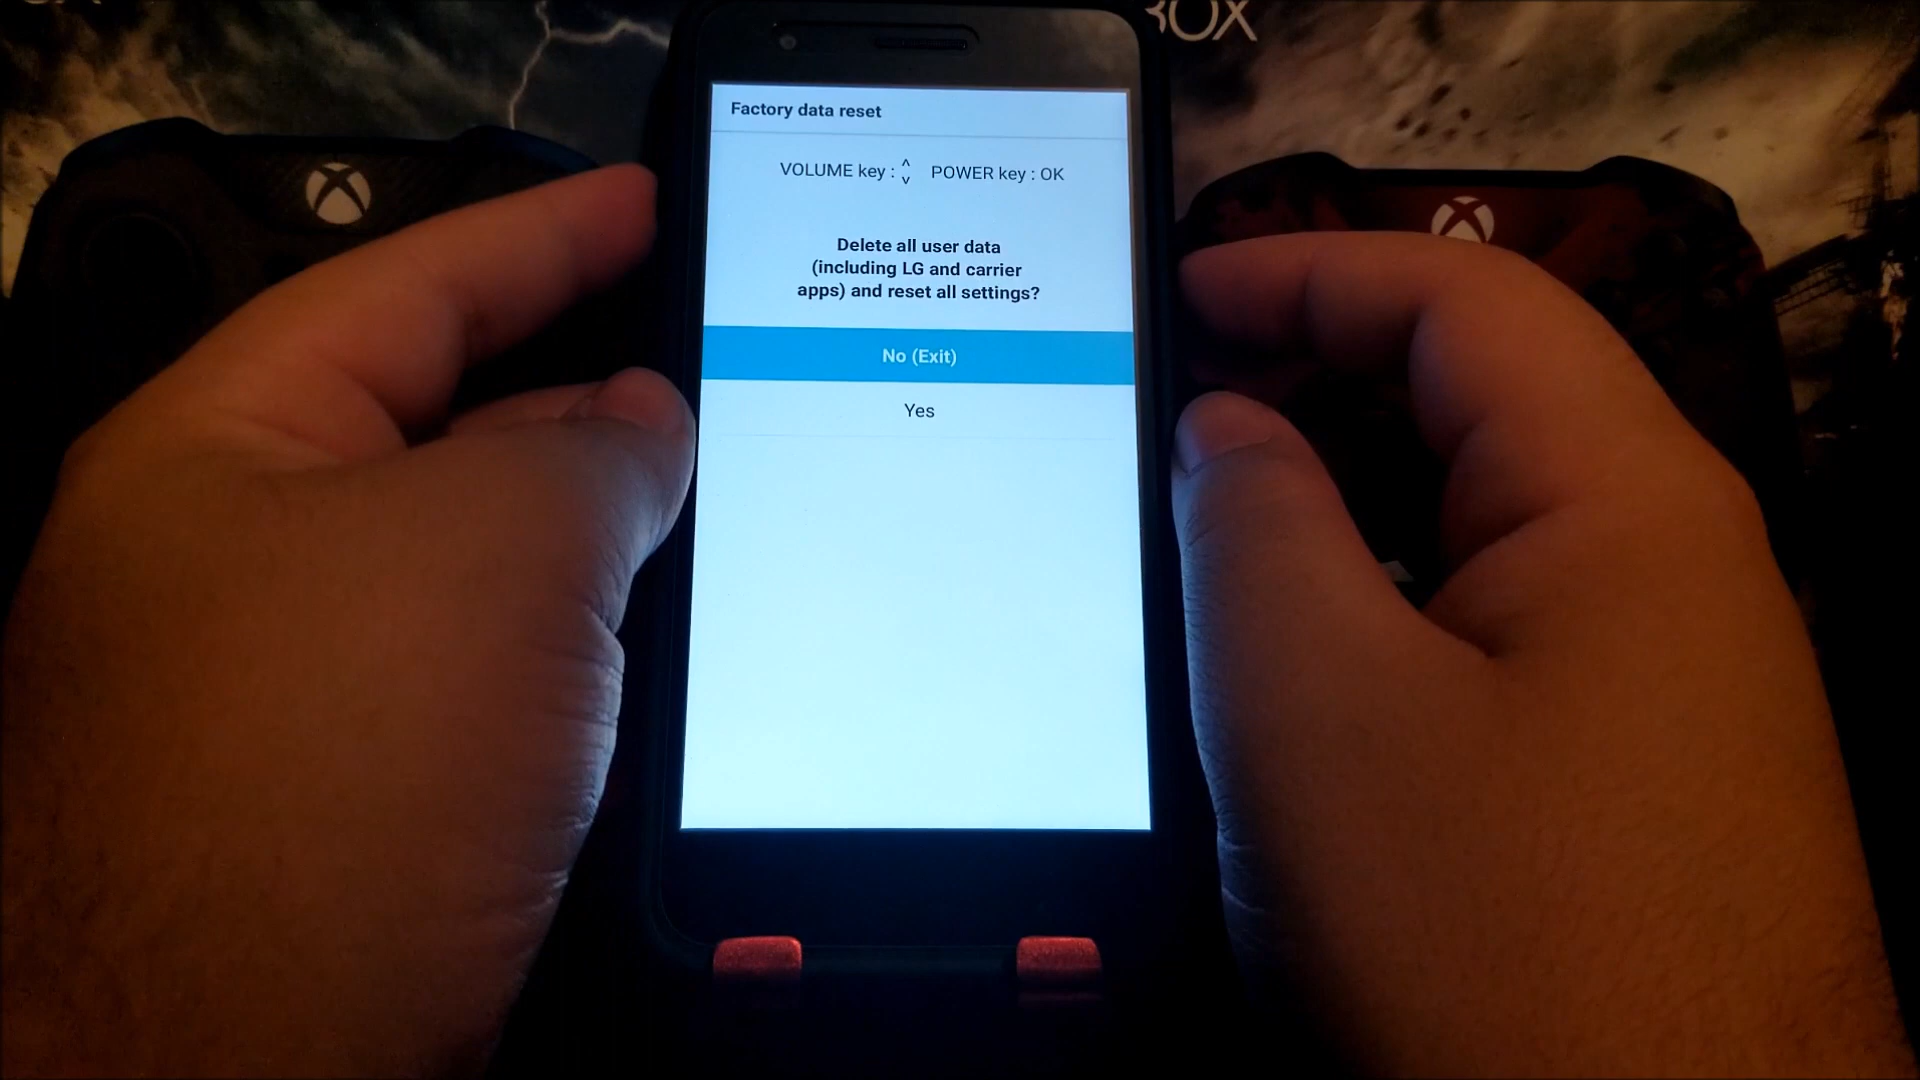 BOX
Factory data reset
VOLUME key : ^ v POWER key : OK
Delete all user data
(including LG and carrier
apps) and reset all settings?
No (Exit)
Yes